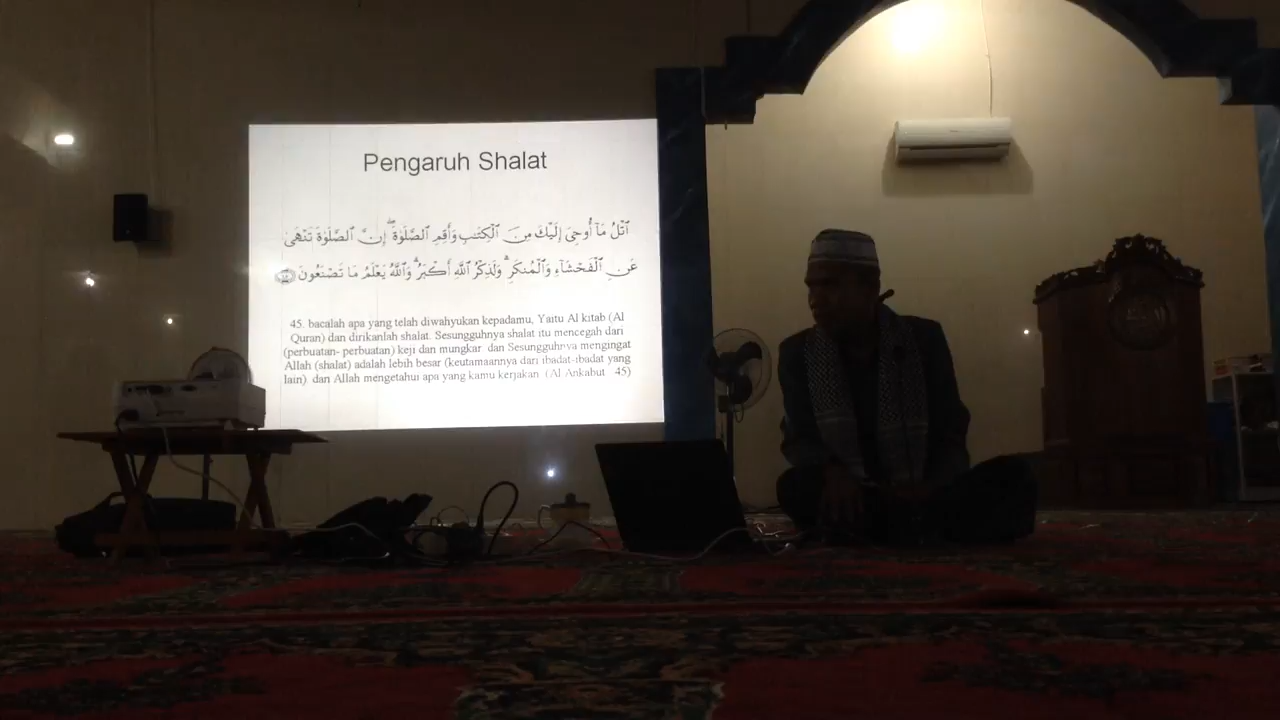 Pengaruh Shalat
ٱتْلُ مَآ أُوحِىَ إِلَيْكَ مِنَ ٱلْكِتَٰبِ وَأَقِمِ ٱلصَّلَوٰةَ ۖ إِنَّ ٱلصَّلَوٰةَ تَنْهَىٰ
عَنِ ٱلْفَحْشَآءِ وَٱلْمُنكَرِ ۗ وَلَذِكْرُ ٱللَّهِ أَكْبَرُ ۗ وَٱللَّهُ يَعْلَمُ مَا تَصْنَعُونَ
45. bacalah apa yang telah diwahyukan kepadamu, Yaitu Al kitab (Al
Quran) dan dirikanlah shalat. Sesungguhnya shalat itu mencegah dari
(perbuatan- perbuatan) keji dan mungkar. dan Sesungguhnya mengingat
Allah (shalat) adalah lebih besar (keutamaannya dari ibadat-ibadat yang
lain). dan Allah mengetahui apa yang kamu kerjakan. (Al Ankabut 45)